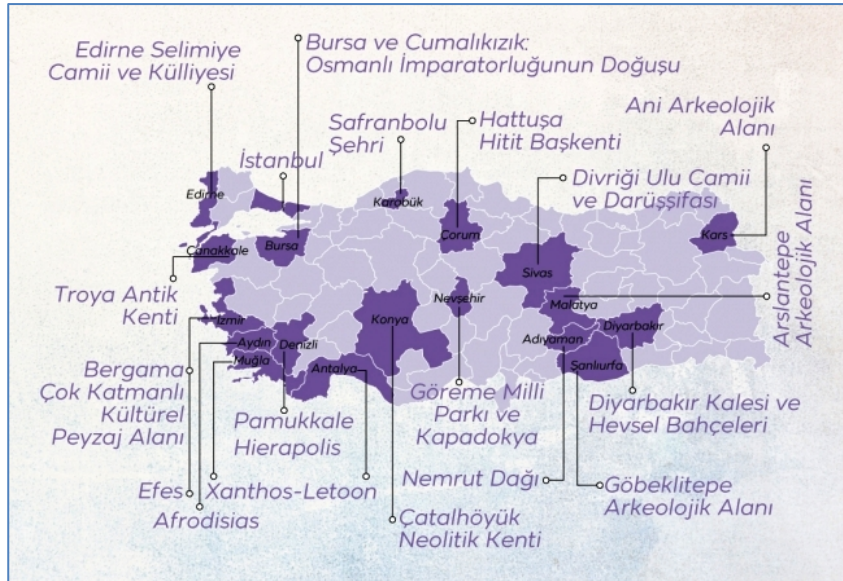 Edirne Selimiye
Camii ve Külliyesi
Bursa ve Cumalıkızık:
Osmanlı İmparatorluğunun Doğuşu
Safranbolu
Şehri
Hattuşa
Hitit Başkenti
Ani Arkeolojik
Alanı
İstanbul
Divriği Ulu Camii
ve Darüşşifası
Arslantepe
Arkeolojik Alanı
Edirne
Karabük
Çanakkale
Bursa
Çorum
Kars
Sivas
Troya Antik
Kenti
Nevşehir
Malatya
İzmir
Konya
Diyarbakır
Aydın
Denizli
Adıyaman
Muğla
Antalya
Şanlıurfa
Bergama
Çok Katmanlı
Kültürel
Peyzaj Alanı
Pamukkale
Hierapolis
Göreme Milli
Parkı ve
Kapadokya
Diyarbakır Kalesi ve
Hevsel Bahçeleri
Efes
Xanthos-Letoon
Nemrut Dağı
Göbeklitepe
Arkeolojik Alanı
Afrodisias
Çatalhöyük
Neolitik Kenti